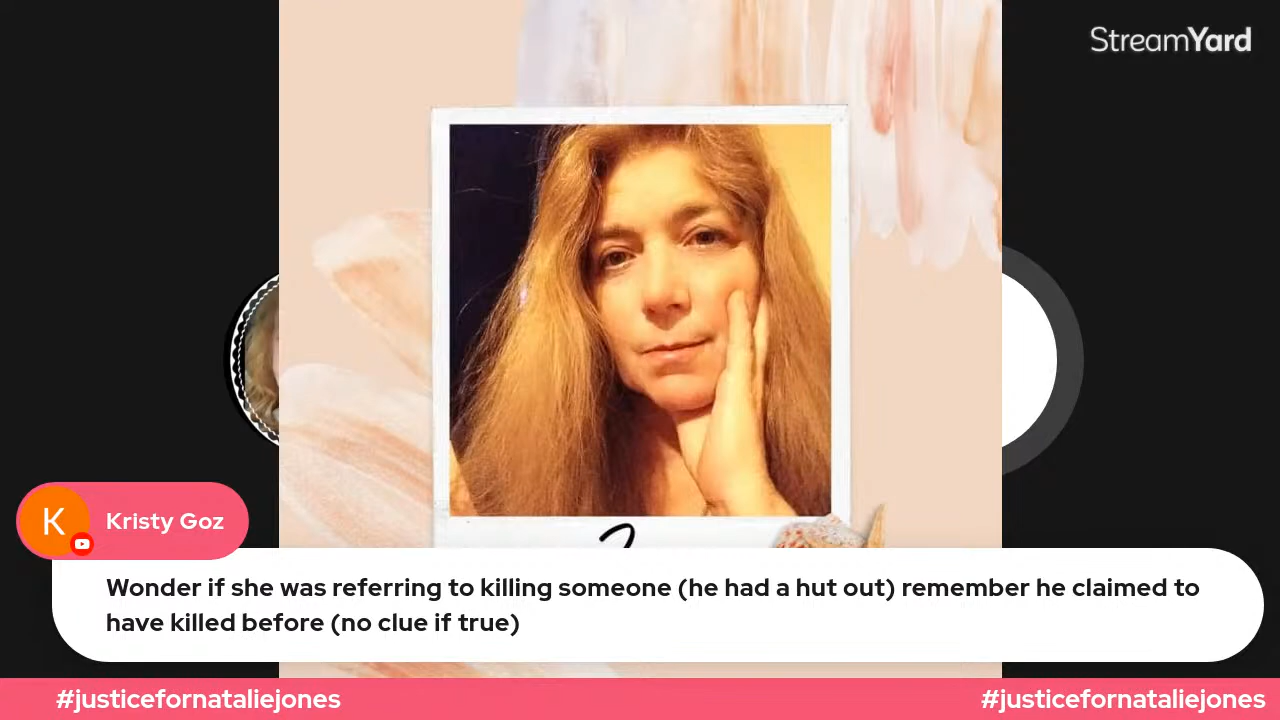 StreamYard
K
Kristy Goz
Wonder if she was referring to killing someone (he had a hut out) remember he claimed to
have killed before (no clue if true)
#justicefornataliejones
#justicefornataliejones